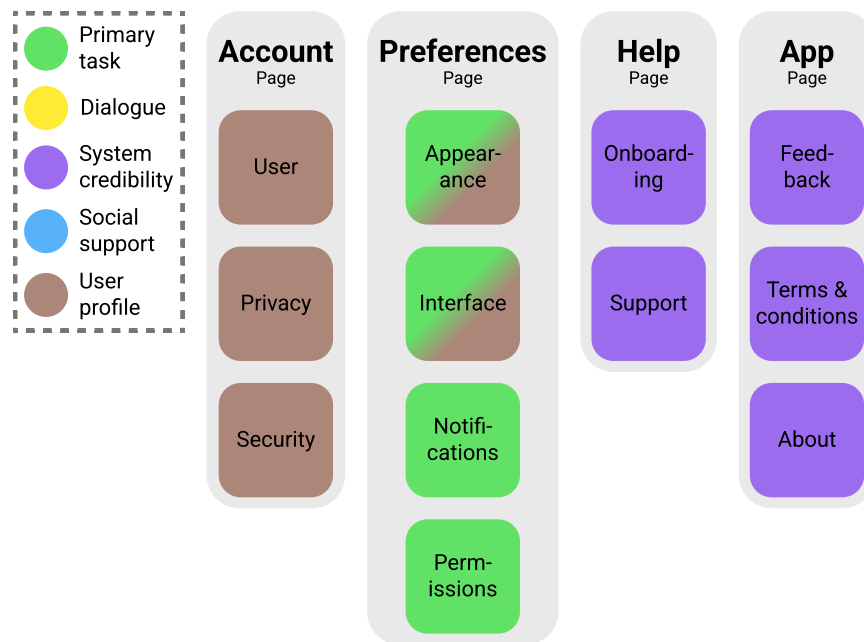 Primary
task
Dialogue
System
credibility
Social
support
User
profile
Account
Page
User
Privacy
Security
Preferences
Page
Appear-
ance
Interface
Notifi-
cations
Perm-
issions
Help
Page
Onboard-
ing
Support
App
Page
Feed-
back
Terms &
conditions
About